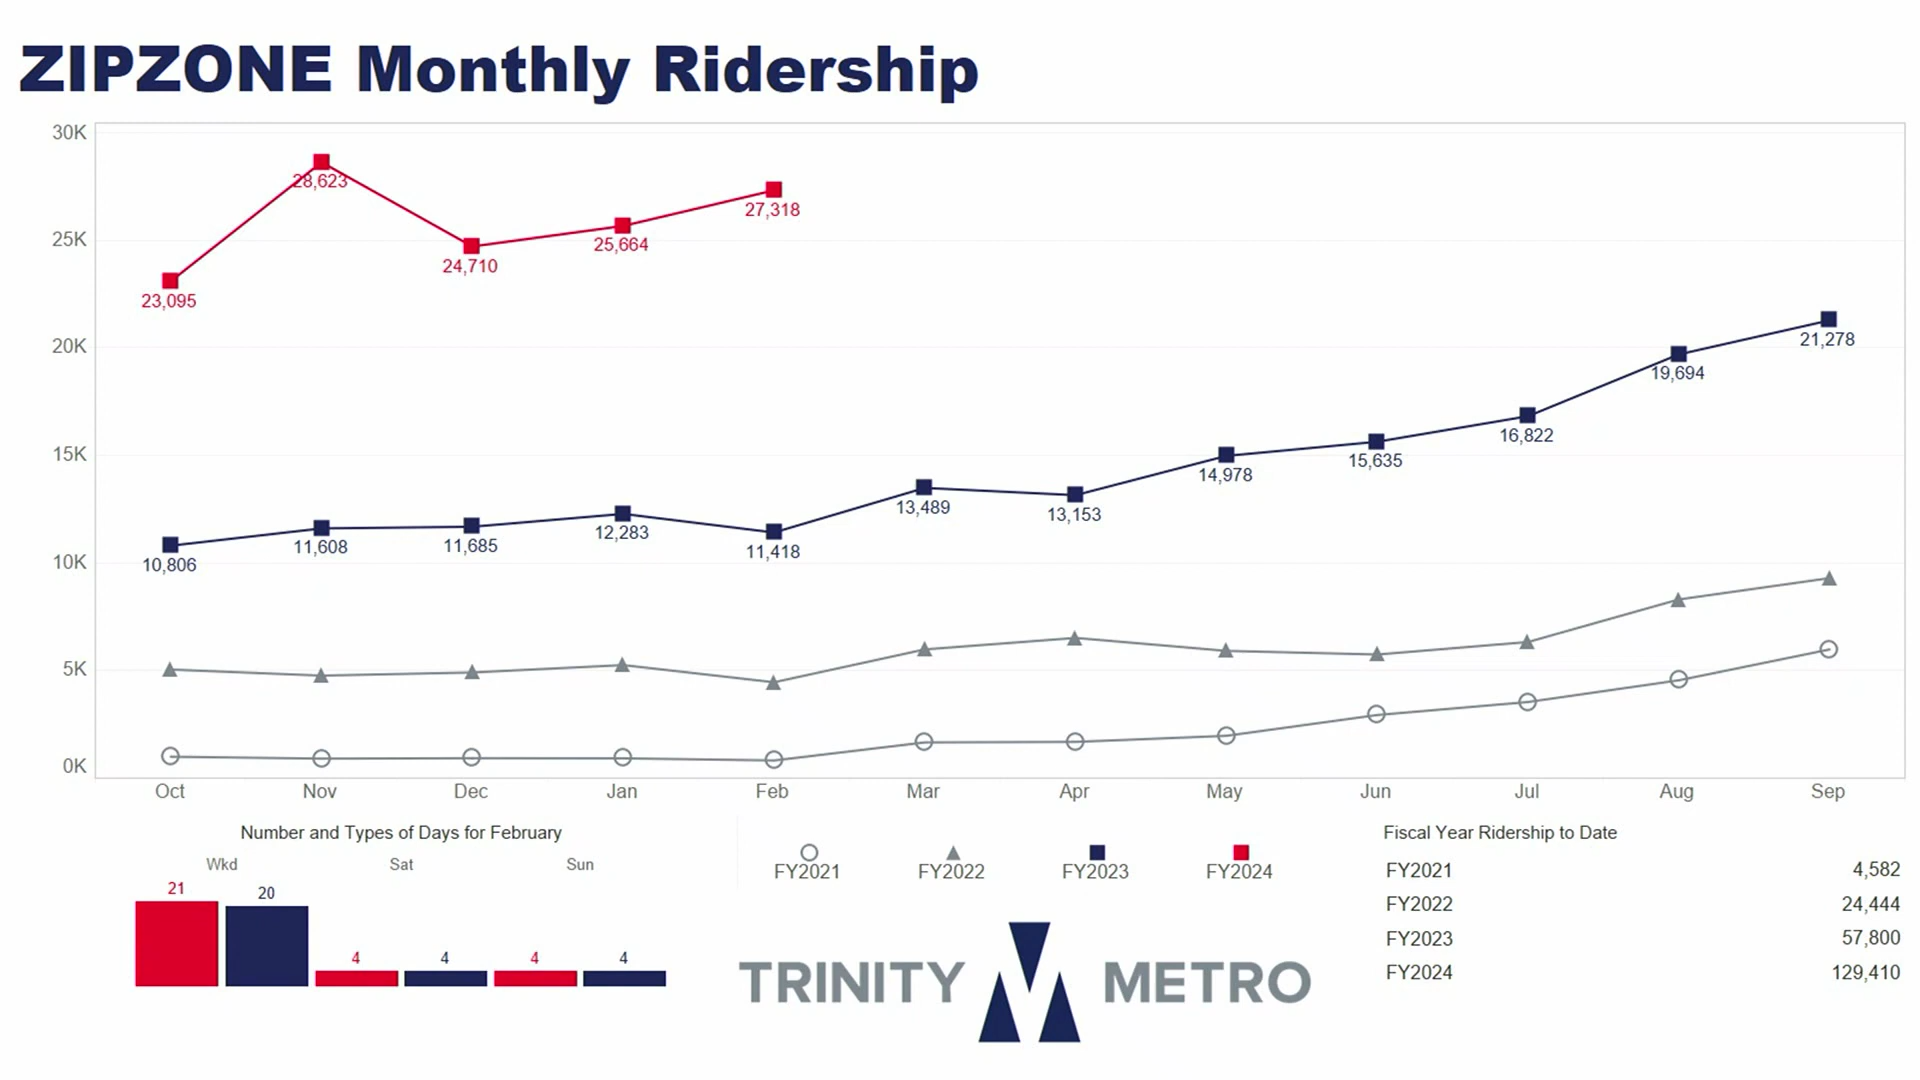 ZIPZONE Monthly Ridership
30K
25K
20K
15K
10K
5K
0K
28,623
27,318
25,664
24,710
23,095
21,278
19,694
16,822
15,635
14,978
13,489
13,153
12,283
11,608
11,685
11,418
10,806
Oct Nov Dec Jan Feb Mar Apr May Jun Jul Aug Sep
Number and Types of Days for February
Wkd Sat Sun
21 20 4 4 4 4
FY2021 FY2022 FY2023 FY2024
TRINITY METRO
Fiscal Year Ridership to Date
FY2021 4,582
FY2022 24,444
FY2023 57,800
FY2024 129,410